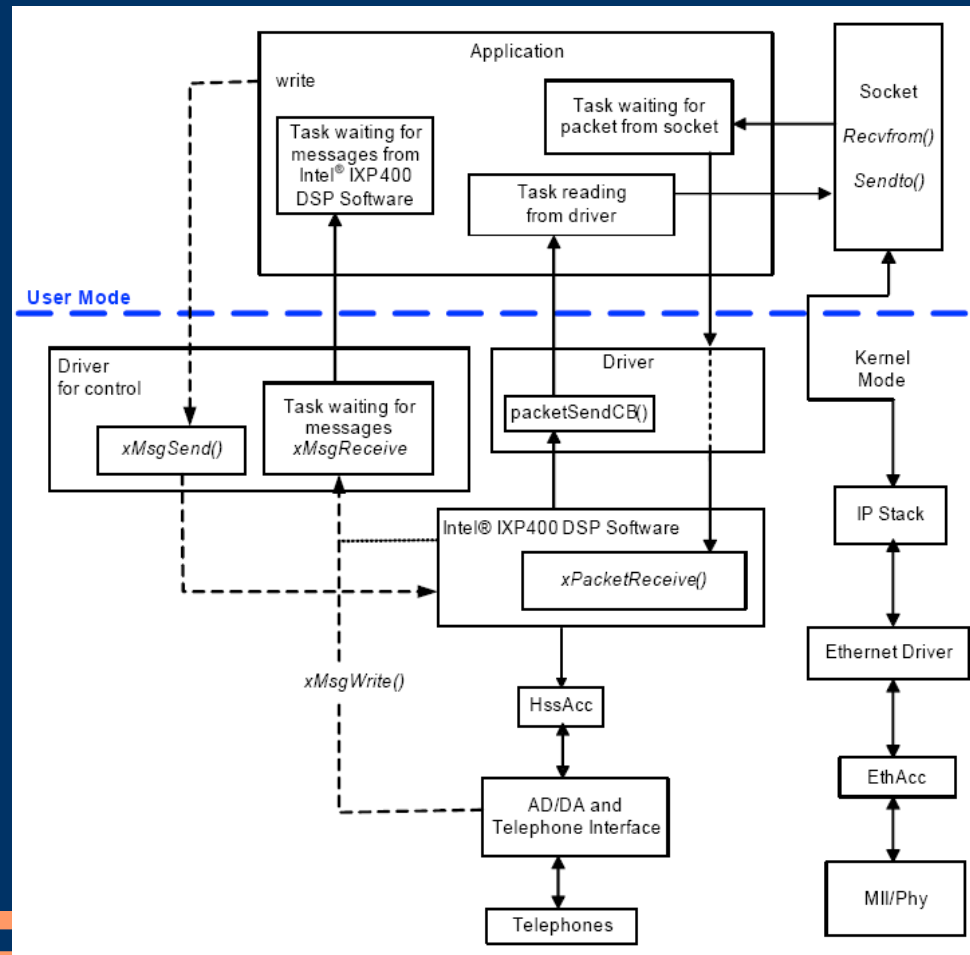 Application
write
Task waiting for
messages from
Intel® IXP400
DSP Software
Task waiting for
packet from socket
Task reading
from driver
Socket
Recvfrom()
Sendto()
User Mode
Kernel
Mode
Driver
for control
xMsgSend()
Task waiting for
messages
xMsgReceive
Driver
packetSendCB()
Intel® IXP400 DSP Software
xPacketReceive()
xMsgWrite()
HssAcc
AD/DA and
Telephone Interface
Telephones
IP Stack
Ethernet Driver
EthAcc
MII/Phy